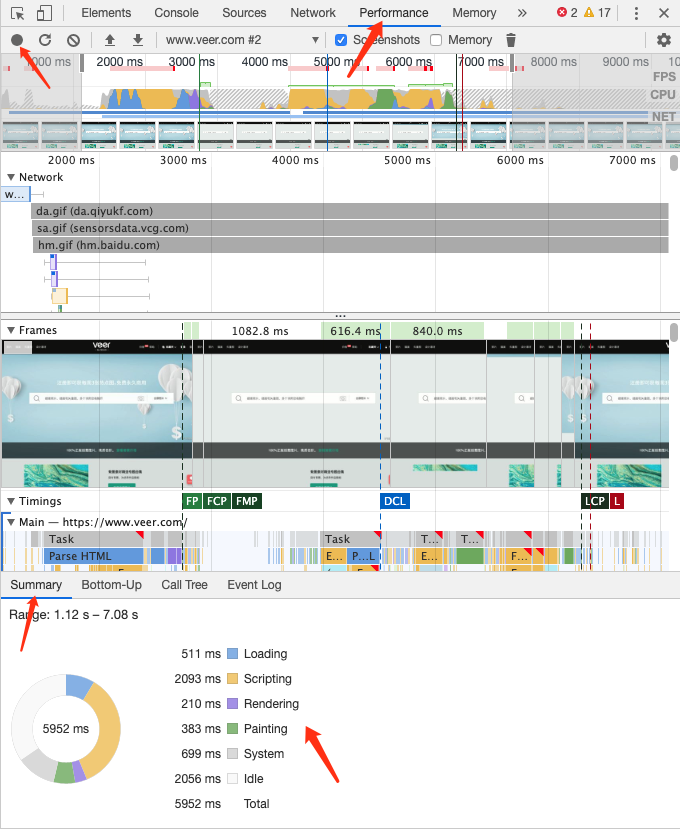 Elements Console Sources Network Performance Memory » 2 17
www.veer.com #2 ▼ Screenshots Memory
2000 ms 3000 ms 4000 ms 5000 ms 6000 ms 7000 ms 8000 ms 9000 ms
FPS
CPU
NET
2000 ms 3000 ms 4000 ms 5000 ms 6000 ms 7000 ms
▼ Network
w...
da.gif (da.qiyukf.com)
sa.gif (sensorsdata.vcg.com)
hm.gif (hm.baidu.com)
▼ Frames 1082.8 ms 616.4 ms 840.0 ms
veer
▼ Timings FP FCP FMP DCL LCP L
▼ Main — https://www.veer.com/
Task Task T... T...
Parse HTML E... P...L E... F...
Summary Bottom-Up Call Tree Event Log
Range: 1.12 s – 7.08 s
511 ms Loading
2093 ms Scripting
210 ms Rendering
5952 ms 383 ms Painting
699 ms System
2056 ms Idle
5952 ms Total